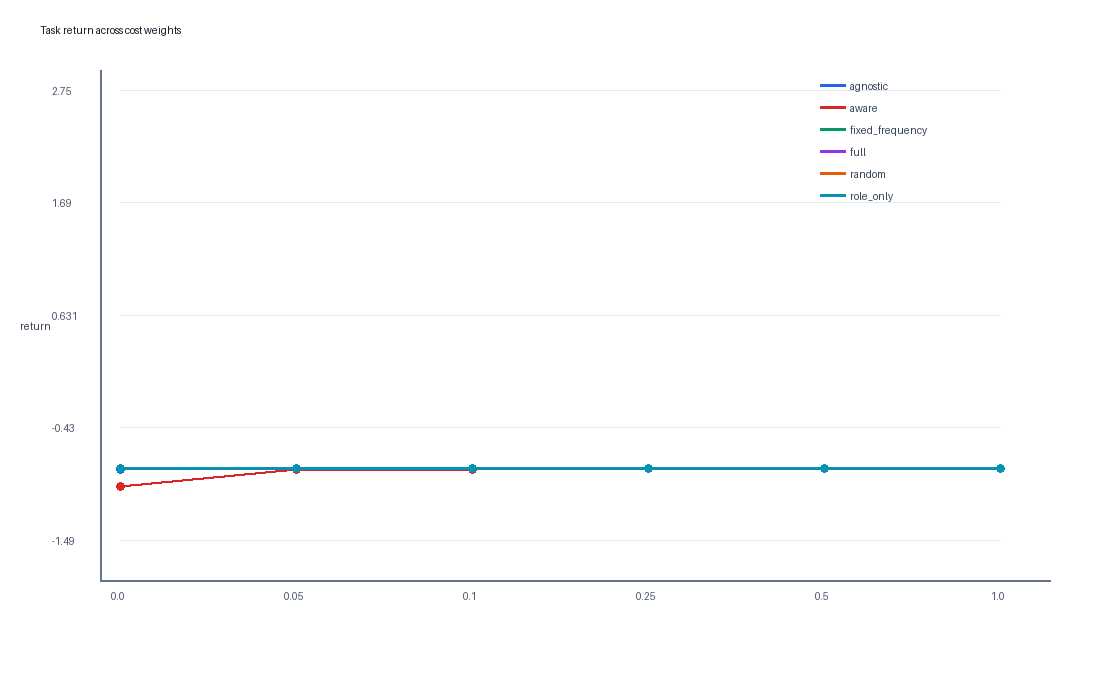 Task return across cost weights
2.75
1.69
0.631
return
-0.43
-1.49
0.0
0.05
0.1
0.25
0.5
1.0
agnostic
aware
fixed_frequency
full
random
role_only